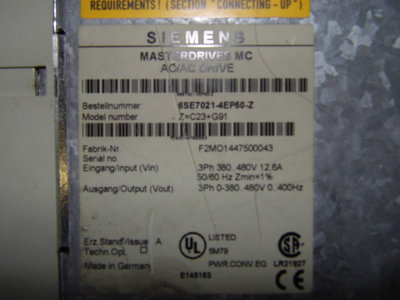 REQUIREMENTS! (SECTION "CONNECTING - UP")
SIEMENS
MASTERDRIVES MC
AC/AC DRIVE
Bestellnummer: 6SE7021-4EP60-Z
Model number Z=C23+G91
Fabrik-Nr. F2MO1447500043
Serial no.
Eingang/Input (Vin) 3Ph 380..480V 12.6A
50/60 Hz Zmin=1%
Ausgang/Output (Vout) 3Ph 0-380..480V 0..400Hz
Erz.Stand/Issue A
Techn.Opt.
Made in Germany
UL LISTED
5M79
PWR.CONV.EQ
E145153
LR21927
CE